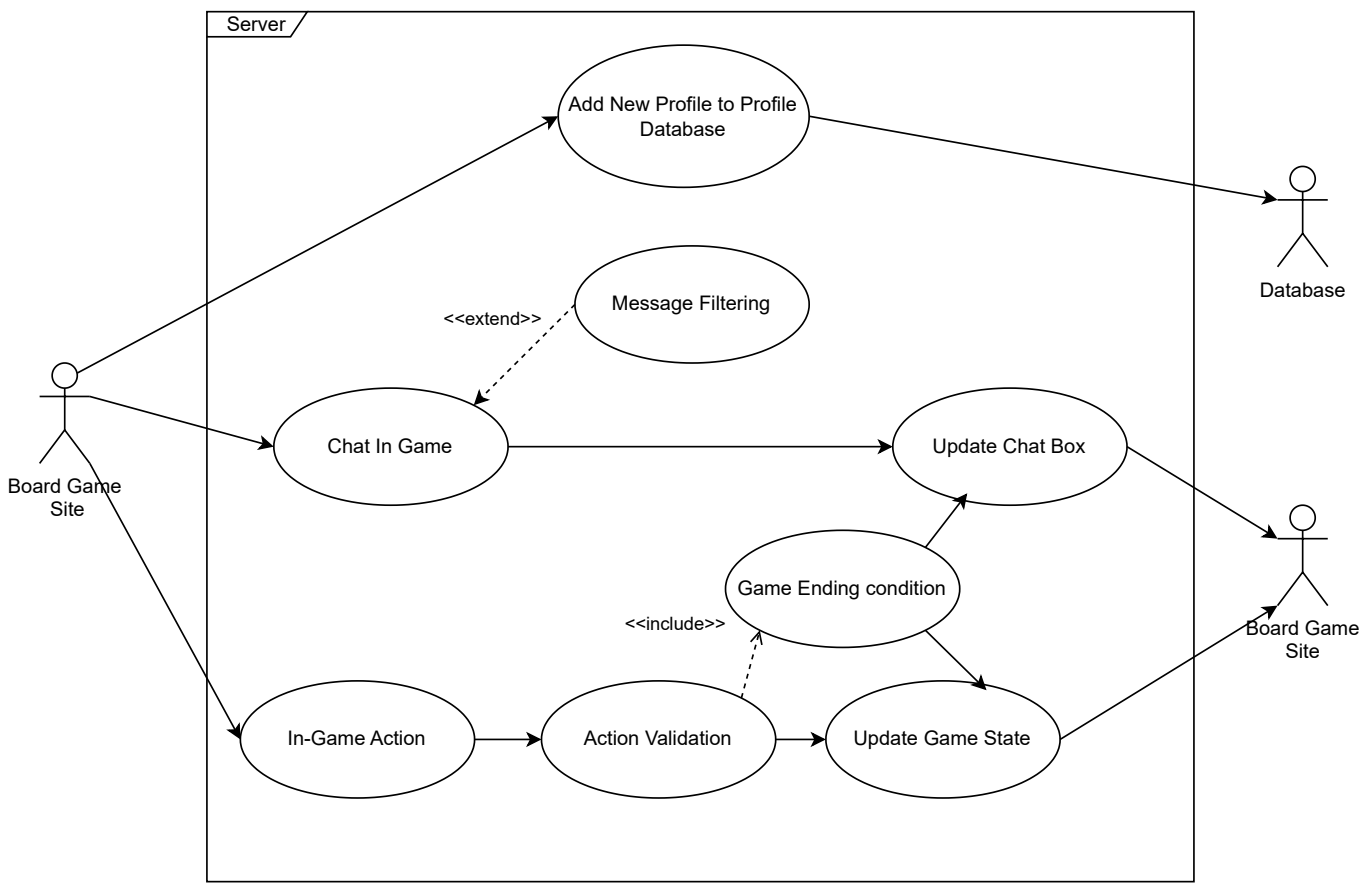 Server
Add New Profile to Profile
Database
Database
Message Filtering
<<extend>>
Board Game
Site
Chat In Game
Update Chat Box
Game Ending condition
<<include>>
Board Game
Site
In-Game Action
Action Validation
Update Game State